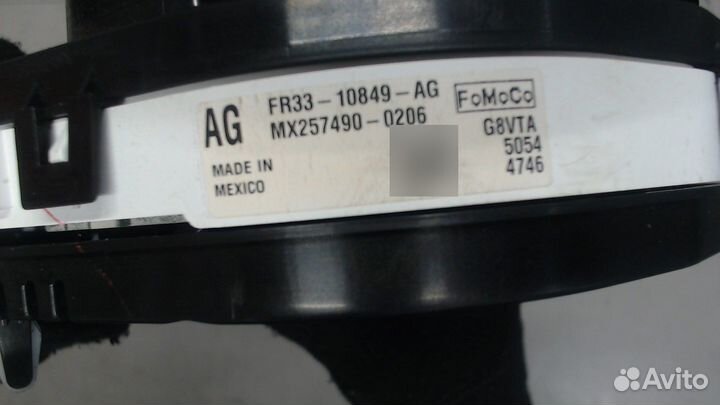 AG
FR33-10849-AG
MX257490-0206
MADE IN
MEXICO
FoMoCo
G8VTA
5054
4746
Avito